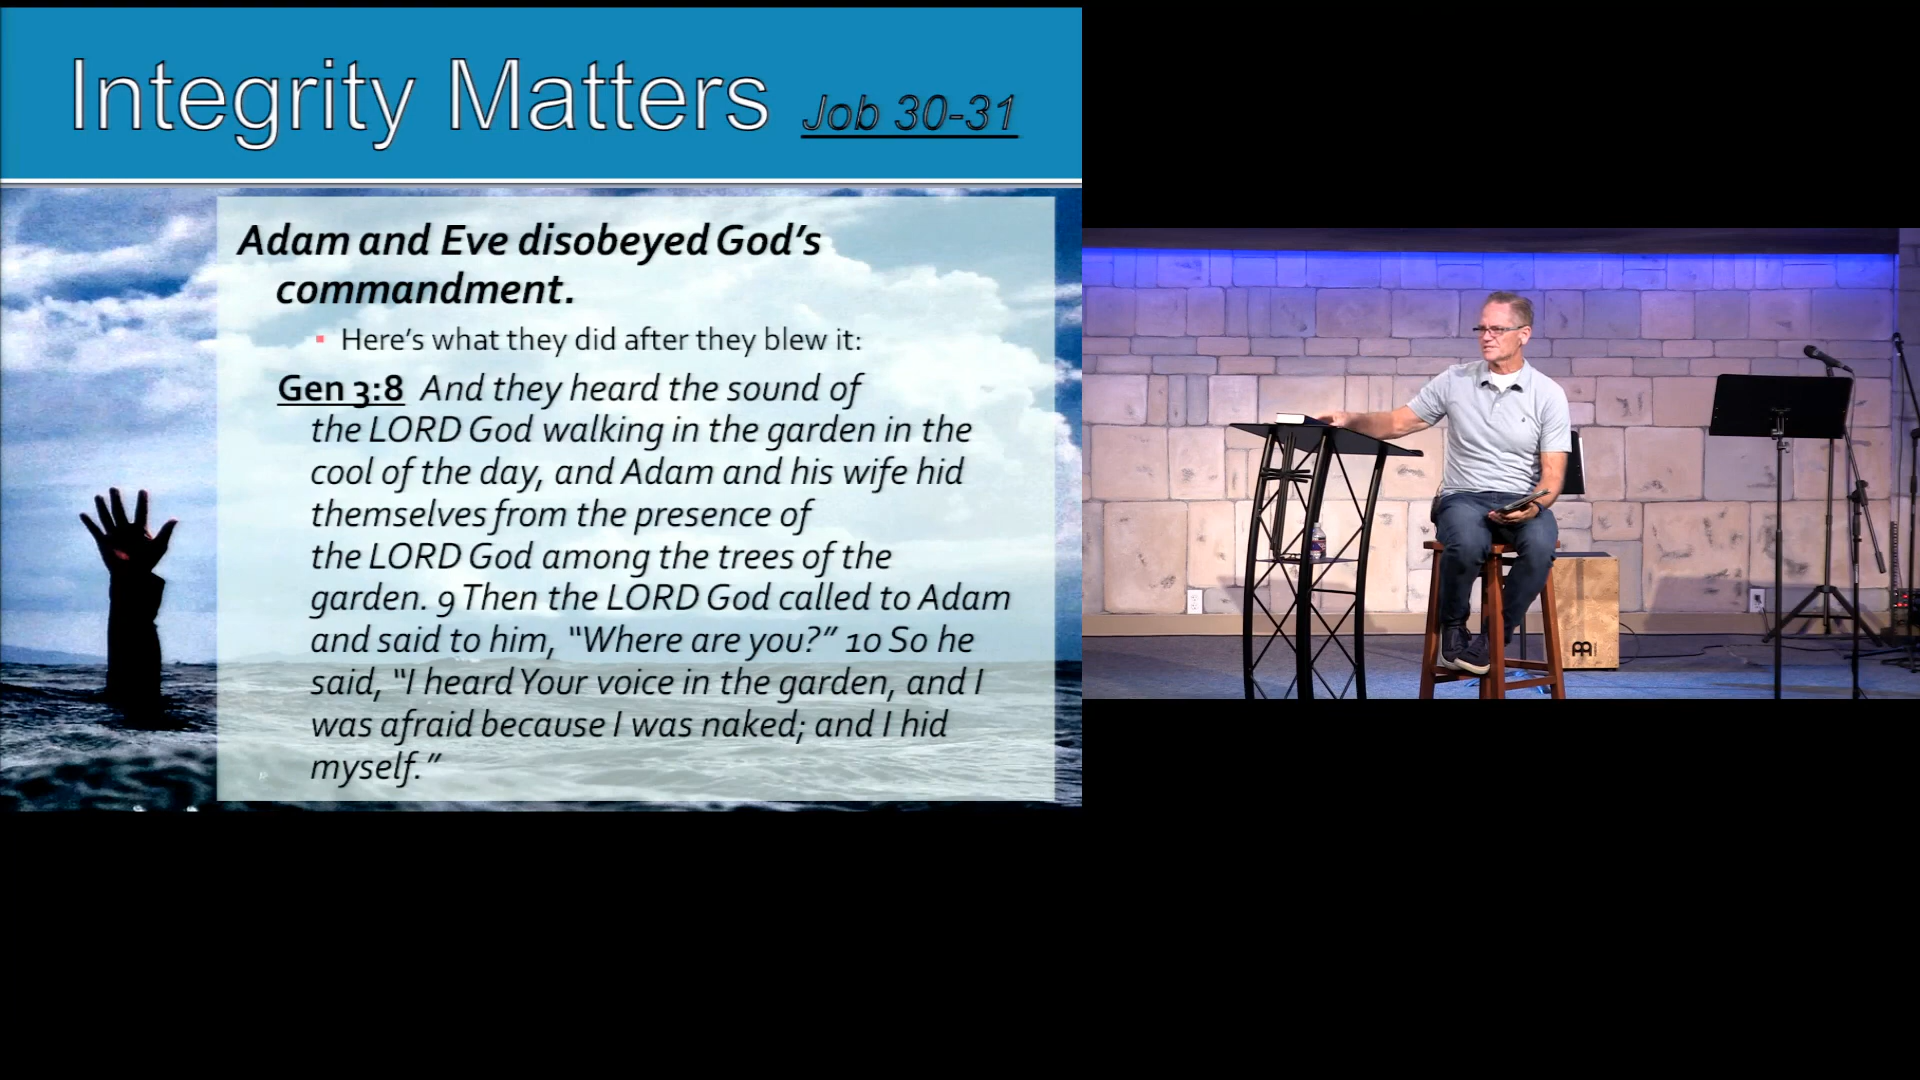 Integrity Matters Job 30-31
Adam and Eve disobeyed God's
commandment.
▪ Here's what they did after they blew it:
Gen 3:8 And they heard the sound of
the LORD God walking in the garden in the
cool of the day, and Adam and his wife hid
themselves from the presence of
the LORD God among the trees of the
garden. 9 Then the LORD God called to Adam
and said to him, “Where are you?” 10 So he
said, “I heard Your voice in the garden, and I
was afraid because I was naked; and I hid
myself.”